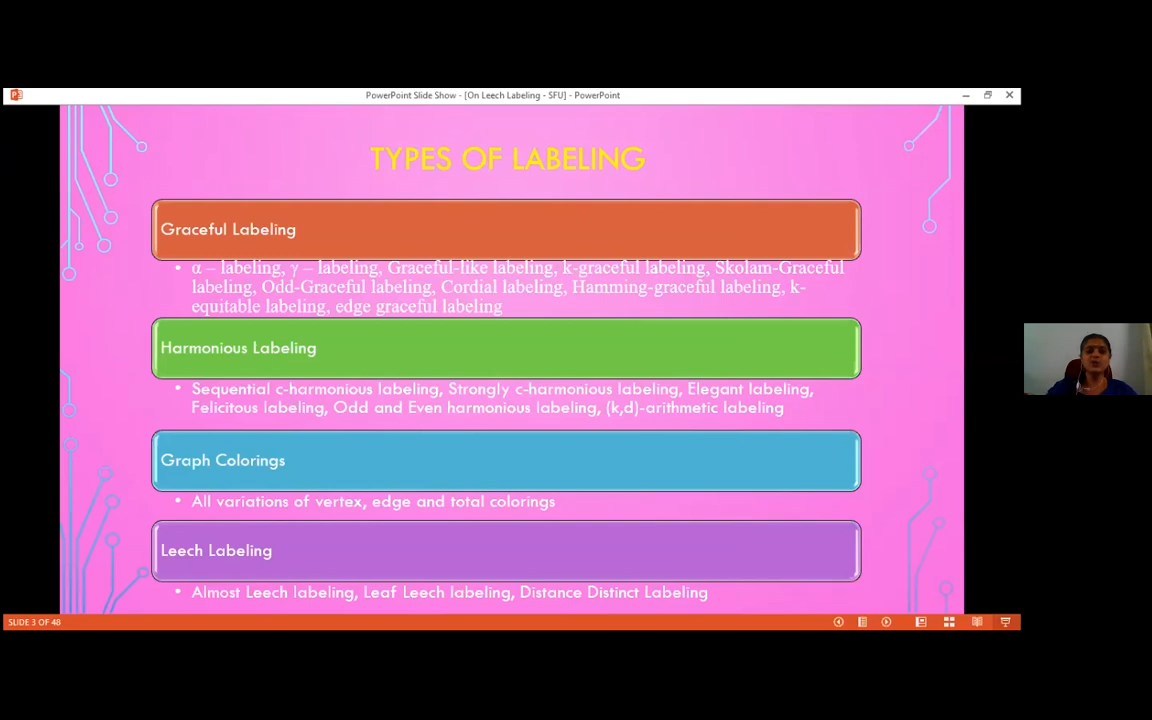 PowerPoint Slide Show - [On Leech Labeling - SFU] - PowerPoint
TYPES OF LABELING
Graceful Labeling
• α – labeling, γ – labeling, Graceful-like labeling, k-graceful labeling, Skolam-Graceful
labeling, Odd-Graceful labeling, Cordial labeling, Hamming-graceful labeling, k-
equitable labeling, edge graceful labeling
Harmonious Labeling
• Sequential c-harmonious labeling, Strongly c-harmonious labeling, Elegant labeling,
Felicitous labeling, Odd and Even harmonious labeling, (k,d)-arithmetic labeling
Graph Colorings
• All variations of vertex, edge and total colorings
Leech Labeling
• Almost Leech labeling, Leaf Leech labeling, Distance Distinct Labeling
SLIDE 3 OF 48